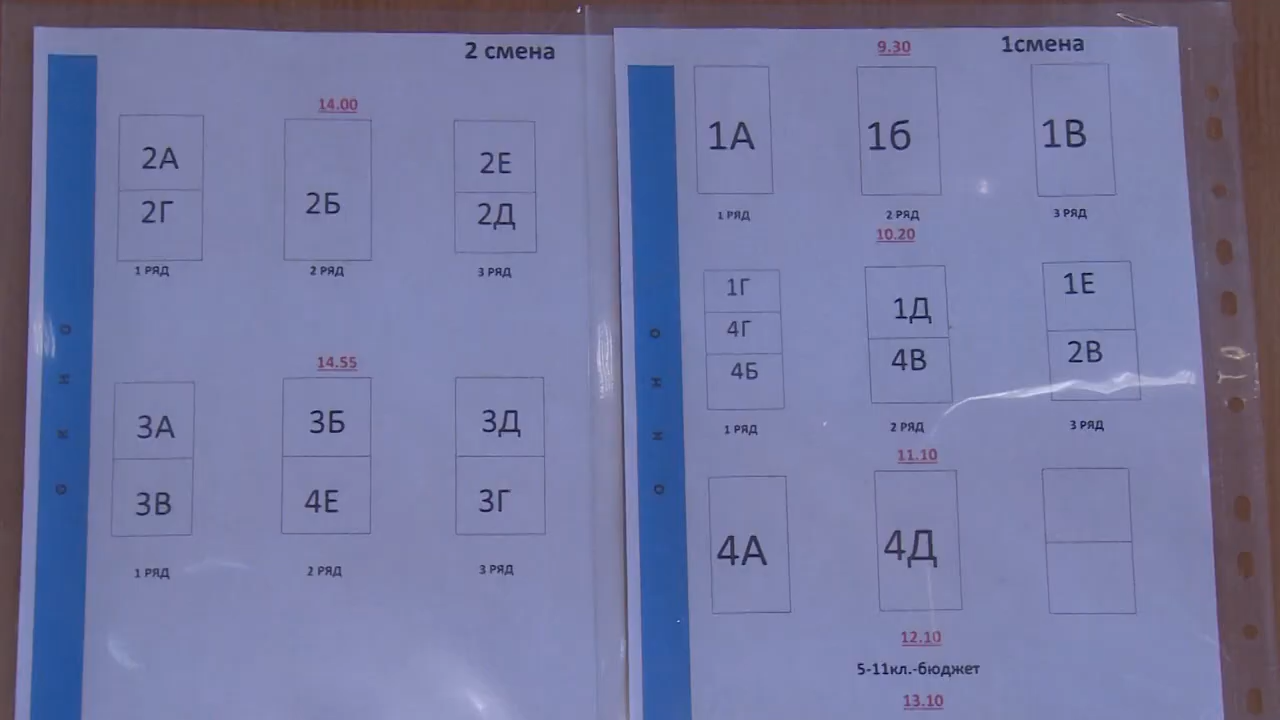 2 смена
14.00
2А 2Б 2Е
2Г 2Д
1 РЯД 2 РЯД 3 РЯД
14.55
3А 3Б 3Д
3В 4Е 3Г
1 РЯД 2 РЯД 3 РЯД
О К Н О
9.30 1смена
1А 1б 1В
1 РЯД 2 РЯД 3 РЯД
10.20
1Г 1Д 1Е
4Г
4Б 4В 2В
1 РЯД 2 РЯД 3 РЯД
11.10
4А 4Д
12.10
5-11кл.-бюджет
13.10
О К Н О